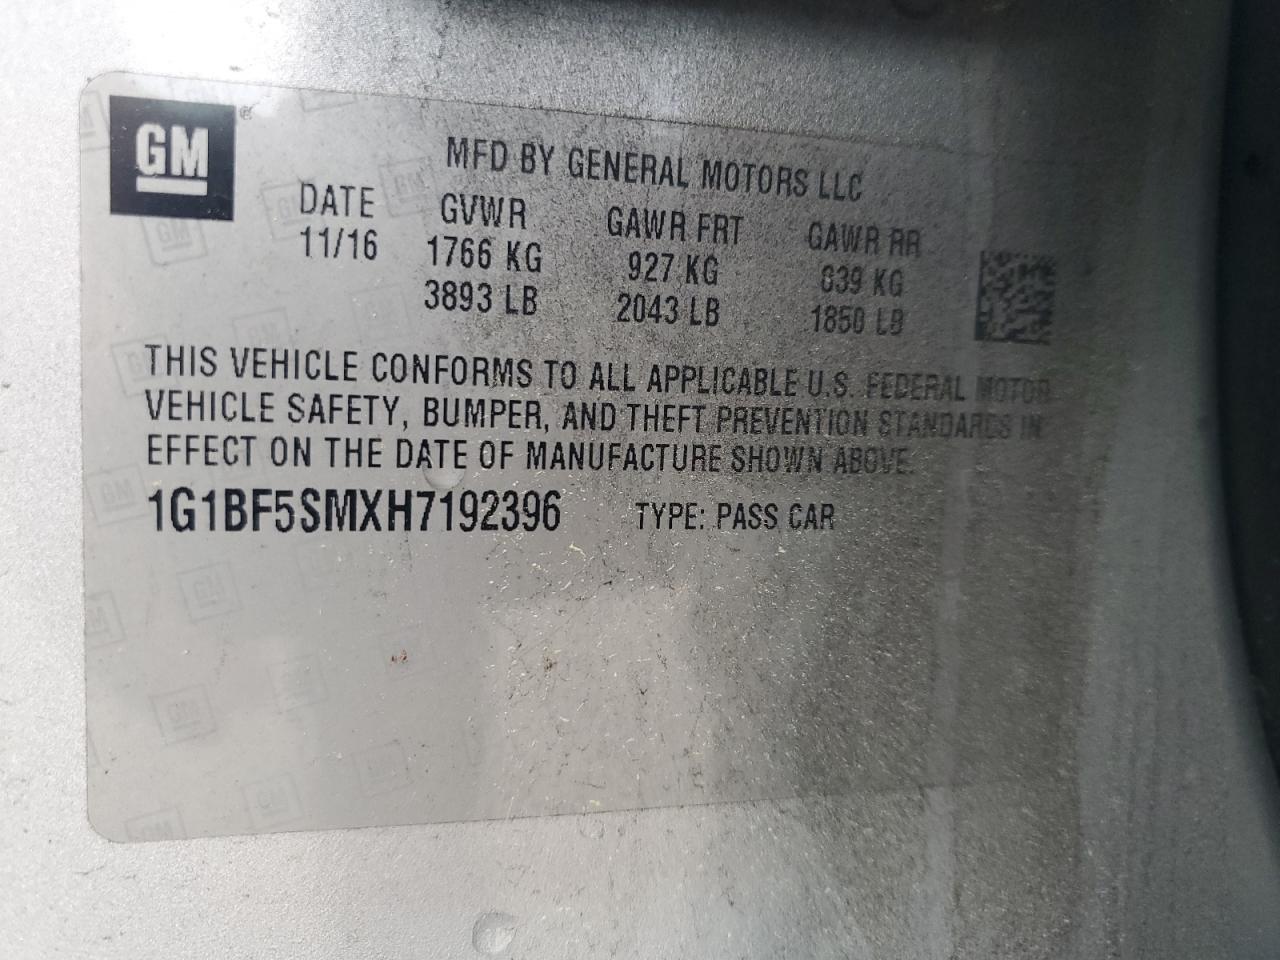 GM
MFD BY GENERAL MOTORS LLC
DATE GVWR GAWR FRT GAWR RR
11/16 1766 KG 927 KG 839 KG
3893 LB 2043 LB 1850 LB
THIS VEHICLE CONFORMS TO ALL APPLICABLE U.S. FEDERAL MOTOR
VEHICLE SAFETY, BUMPER, AND THEFT PREVENTION STANDARDS IN
EFFECT ON THE DATE OF MANUFACTURE SHOWN ABOVE.
1G1BF5SMXH7192396 TYPE: PASS CAR